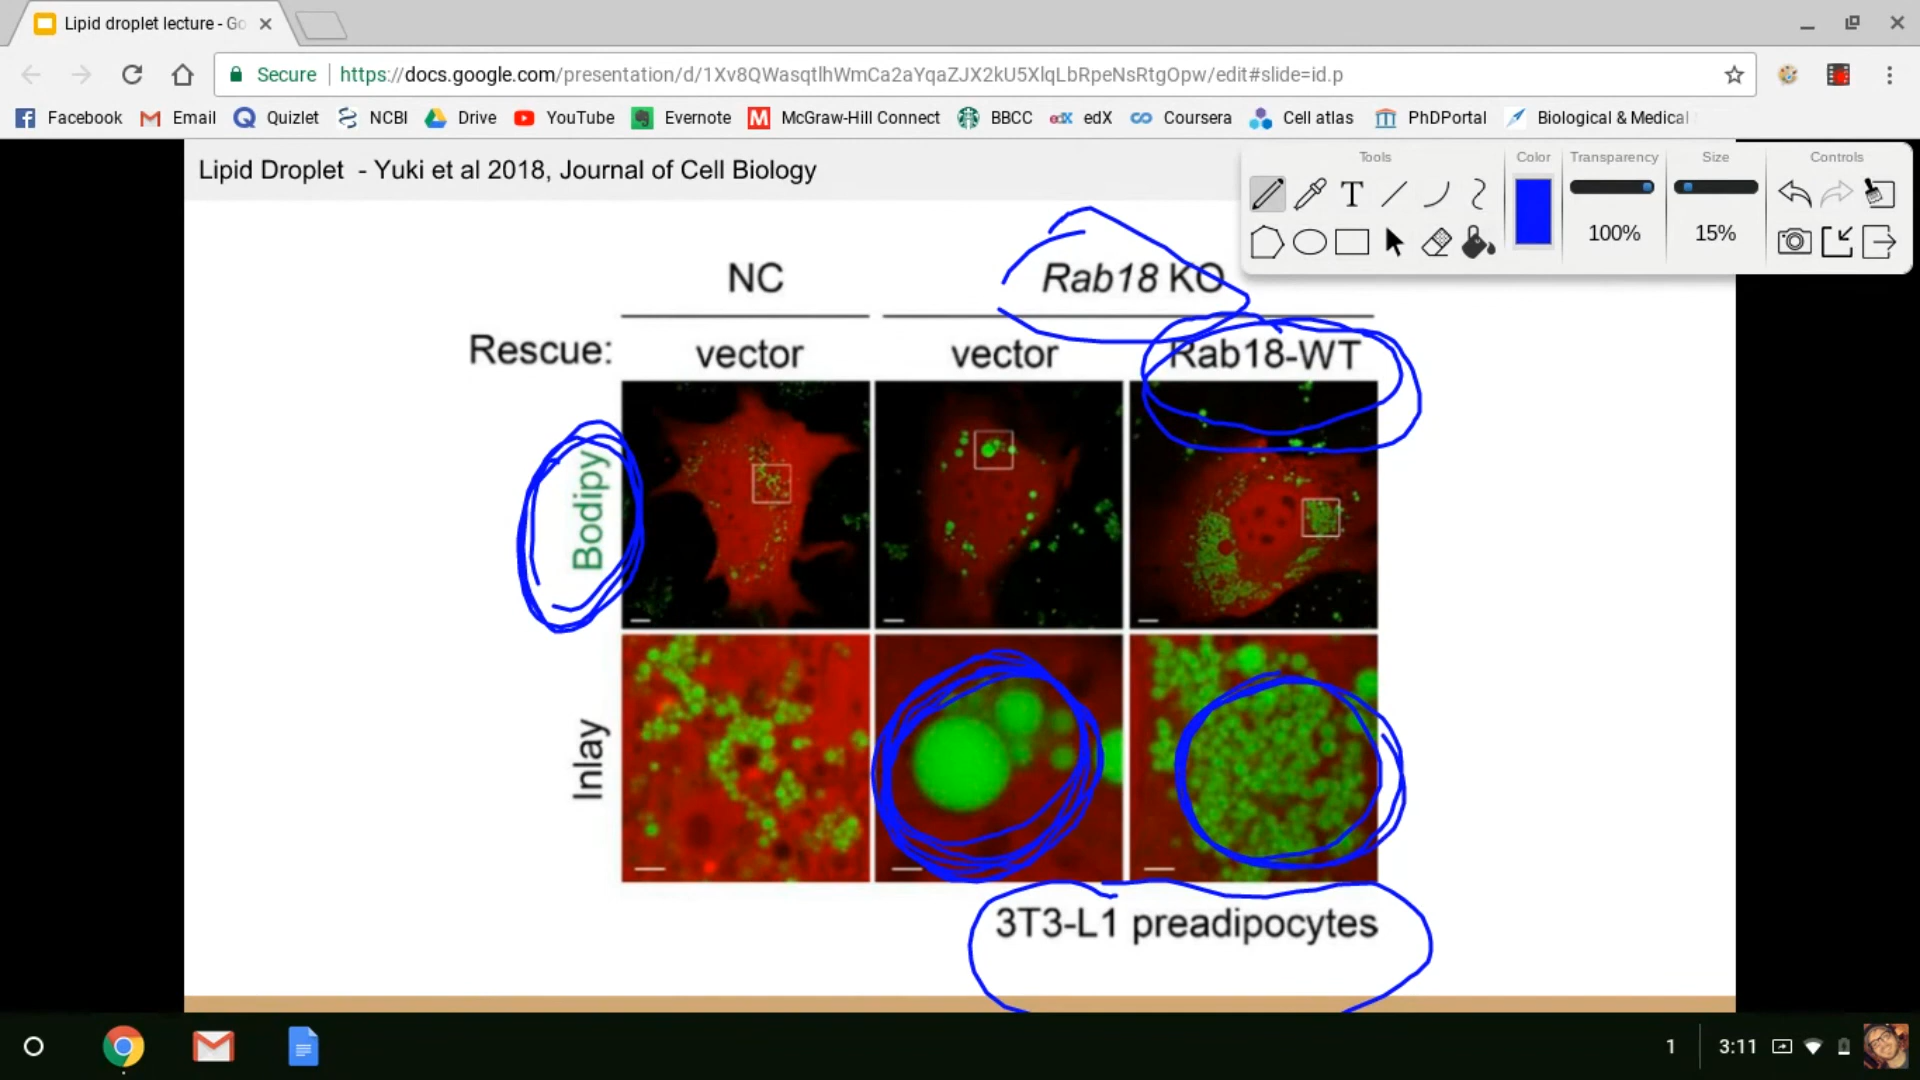 Lipid droplet lecture - Go
Secure https://docs.google.com/presentation/d/1Xv8QWasqtlhWmCa2aYqaZJX2kU5XlqLbRpeNsRtgOpw/edit#slide=id.p
Facebook Email Quizlet NCBI Drive YouTube Evernote McGraw-Hill Connect BBCC edX Coursera Cell atlas PhDPortal Biological & Medical
Lipid Droplet - Yuki et al 2018, Journal of Cell Biology
Tools Color Transparency Size Controls
T
100% 15%
NC Rab18 KO
Rescue: vector vector Rab18-WT
Bodipy
Inlay
3T3-L1 preadipocytes
1 3:11